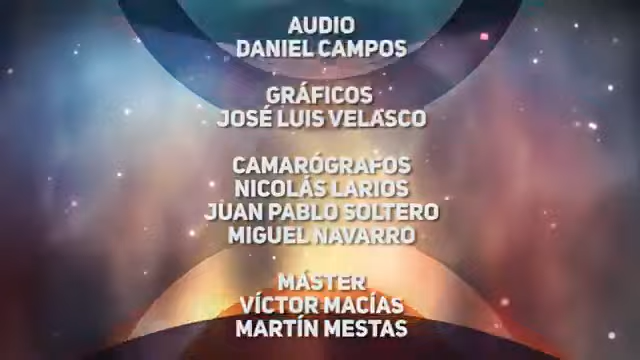 AUDIO
DANIEL CAMPOS
GRÁFICOS
JOSÉ LUIS VELASCO
CAMARÓGRAFOS
NICOLÁS LARIOS
JUAN PABLO SOLTERO
MIGUEL NAVARRO
MÁSTER
VÍCTOR MACÍAS
MARTÍN MESTAS